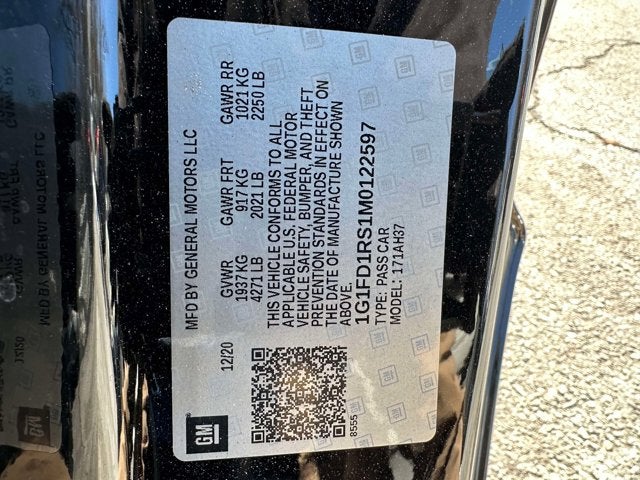 GM
MFD BY GENERAL MOTORS LLC
12/20
GVWR GAWR FRT GAWR RR
1937 KG 917 KG 1021 KG
4271 LB 2021 LB 2250 LB
THIS VEHICLE CONFORMS TO ALL
APPLICABLE U.S. FEDERAL MOTOR
VEHICLE SAFETY, BUMPER, AND THEFT
PREVENTION STANDARDS IN EFFECT ON
THE DATE OF MANUFACTURE SHOWN
ABOVE.
8555
1G1FD1RS1M0122597
TYPE: PASS CAR
MODEL: 171AH37